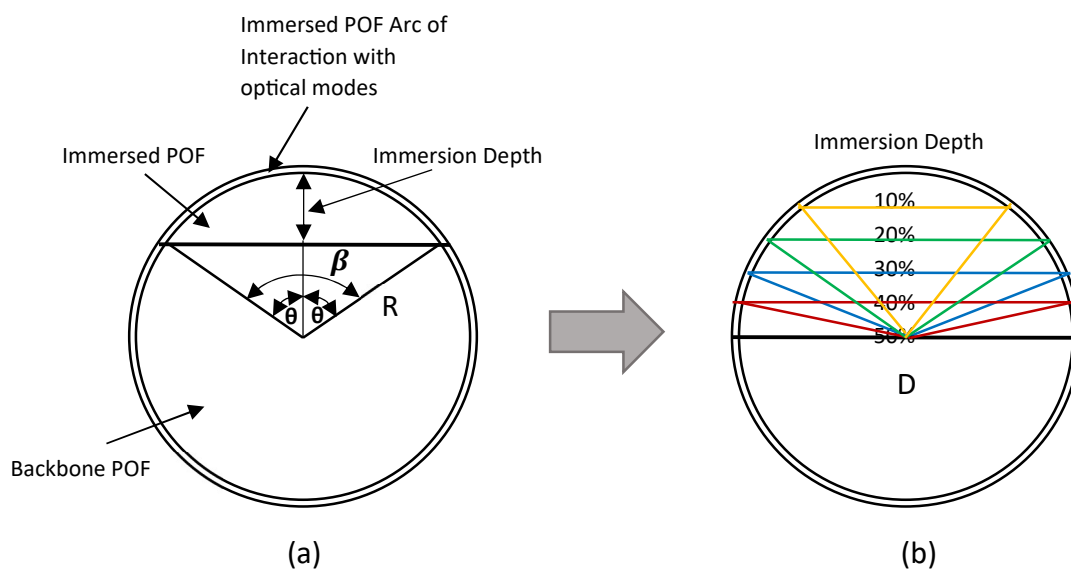 Immersed POF Arc of
Interaction with
optical modes
Immersed POF
Immersion Depth
β
R
θ
θ
Backbone POF
(a)
Immersion Depth
10%
20%
30%
40%
50%
D
(b)